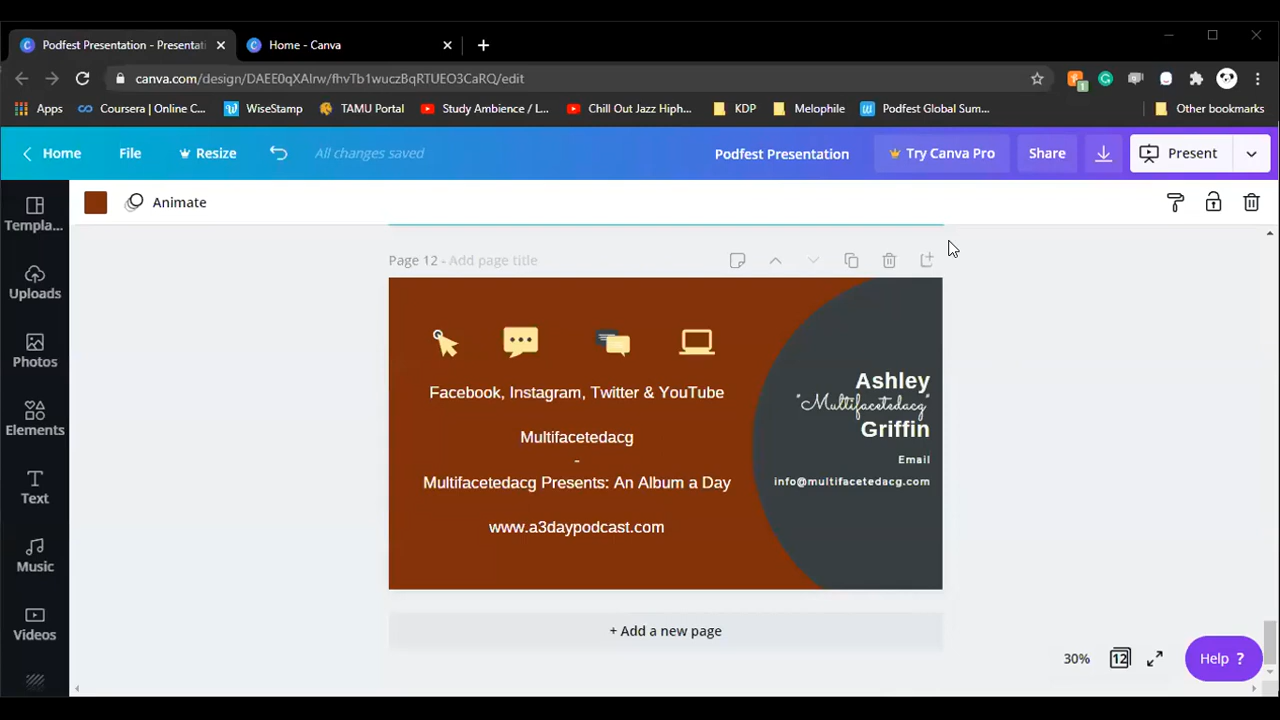 Podfest Presentation - Presentati
Home - Canva
canva.com/design/DAEE0qXAIrw/fhvTb1wuczBqRTUEO3CaRQ/edit
1
Apps
Coursera | Online C...
WiseStamp
TAMU Portal
Study Ambience / L...
Chill Out Jazz Hiph...
KDP
Melophile
Podfest Global Sum...
Other bookmarks
Home
File
Resize
All changes saved
Podfest Presentation
Try Canva Pro
Share
Present
Animate
Templa...
Uploads
Photos
Elements
Text
Music
Videos
Page 12 - Add page title
Facebook, Instagram, Twitter & YouTube
Multifacetedacg
-
Multifacetedacg Presents: An Album a Day
www.a3daypodcast.com
Ashley
"Multifacetedacg"
Griffin
Email
info@multifacetedacg.com
+ Add a new page
30%
12
Help ?